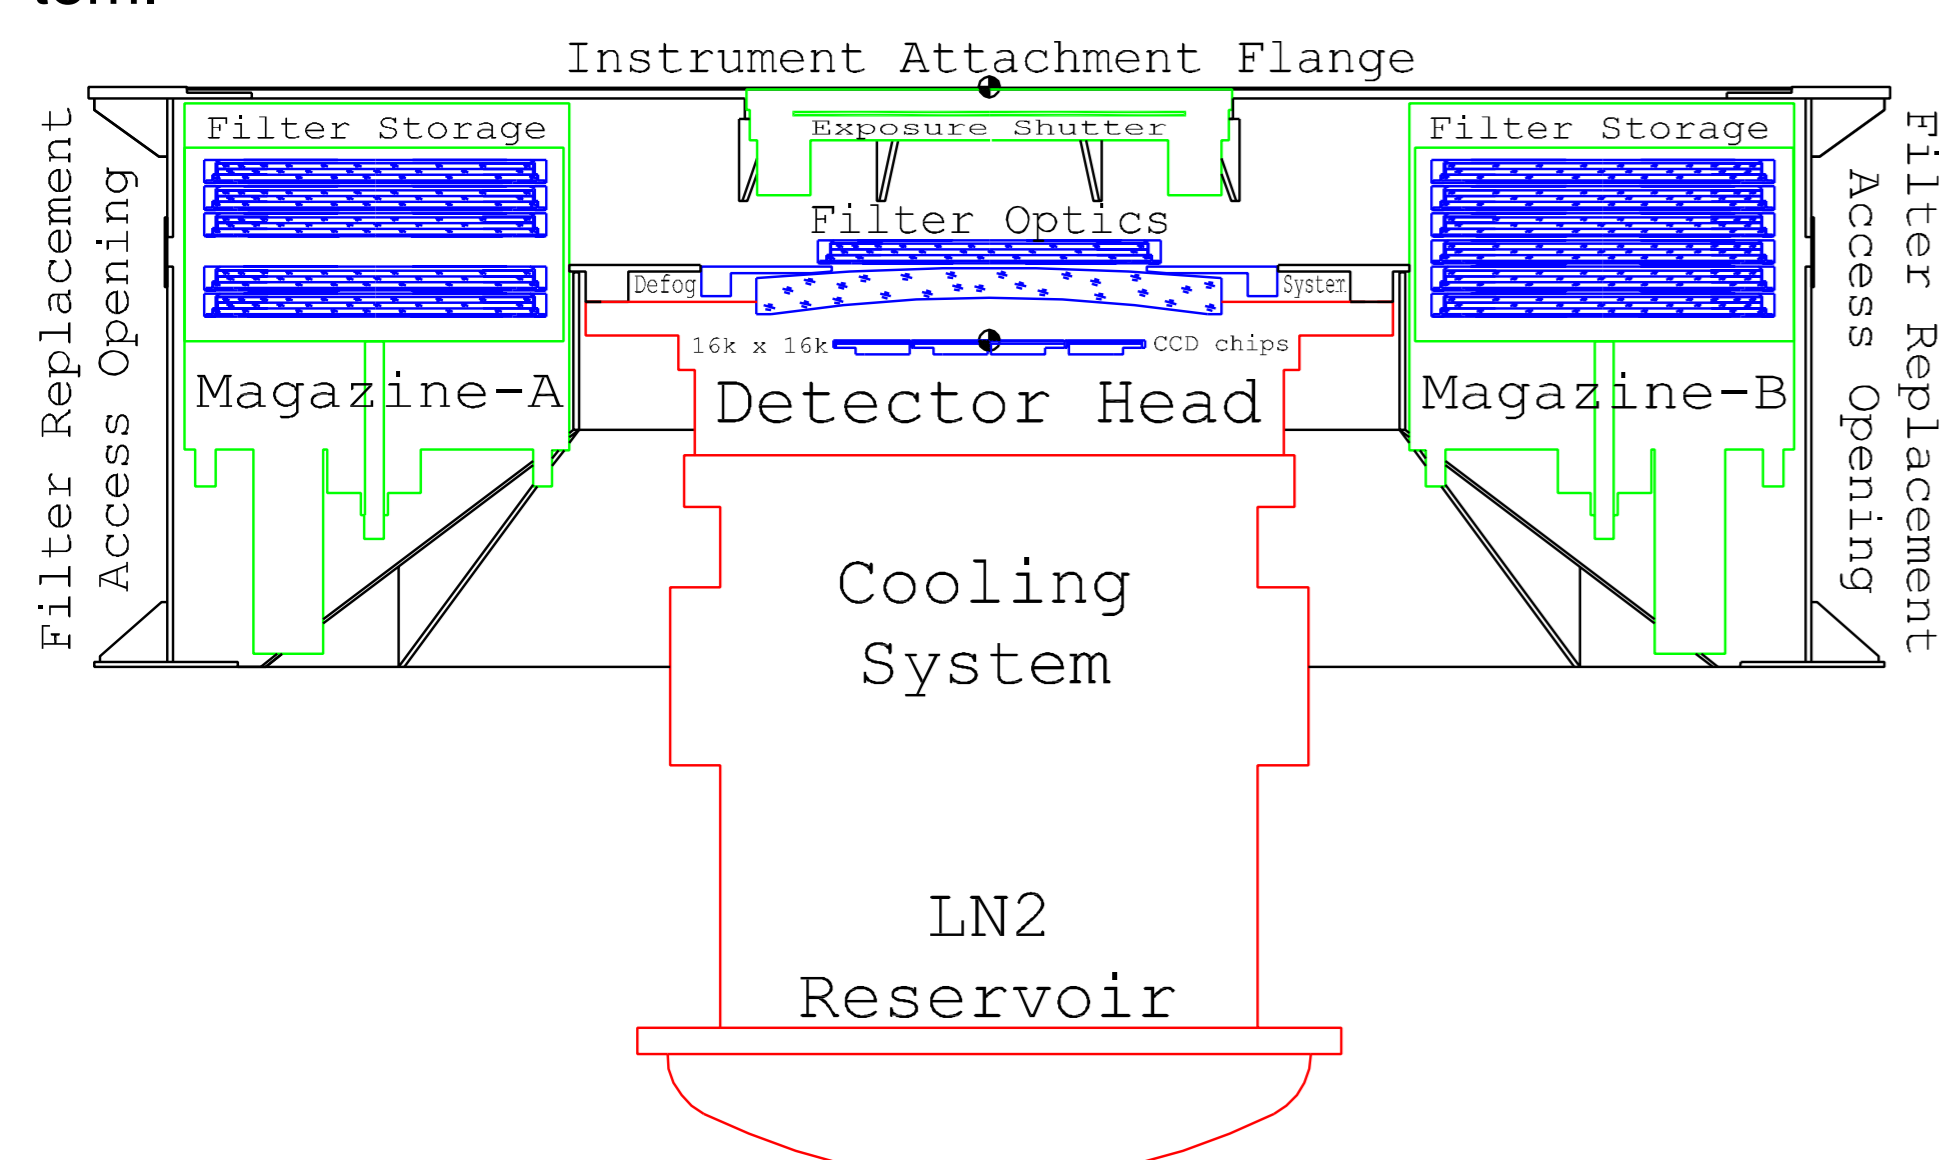 Instrument Attachment Flange
Filter Replacement
Access Opening
Filter Storage
Exposure Shutter
Filter Storage
Filter Replacement
Access Opening
Filter Optics
Defog
System
16k x 16k
CCD chips
Magazine-A
Detector Head
Magazine-B
Cooling
System
LN2
Reservoir